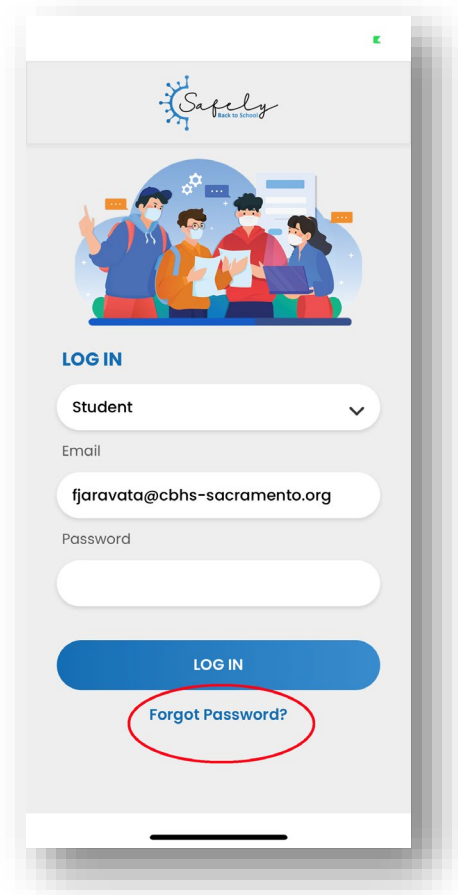 Safely
Back to School
LOG IN
Student
Email
fjaravata@cbhs-sacramento.org
Password
LOG IN
Forgot Password?